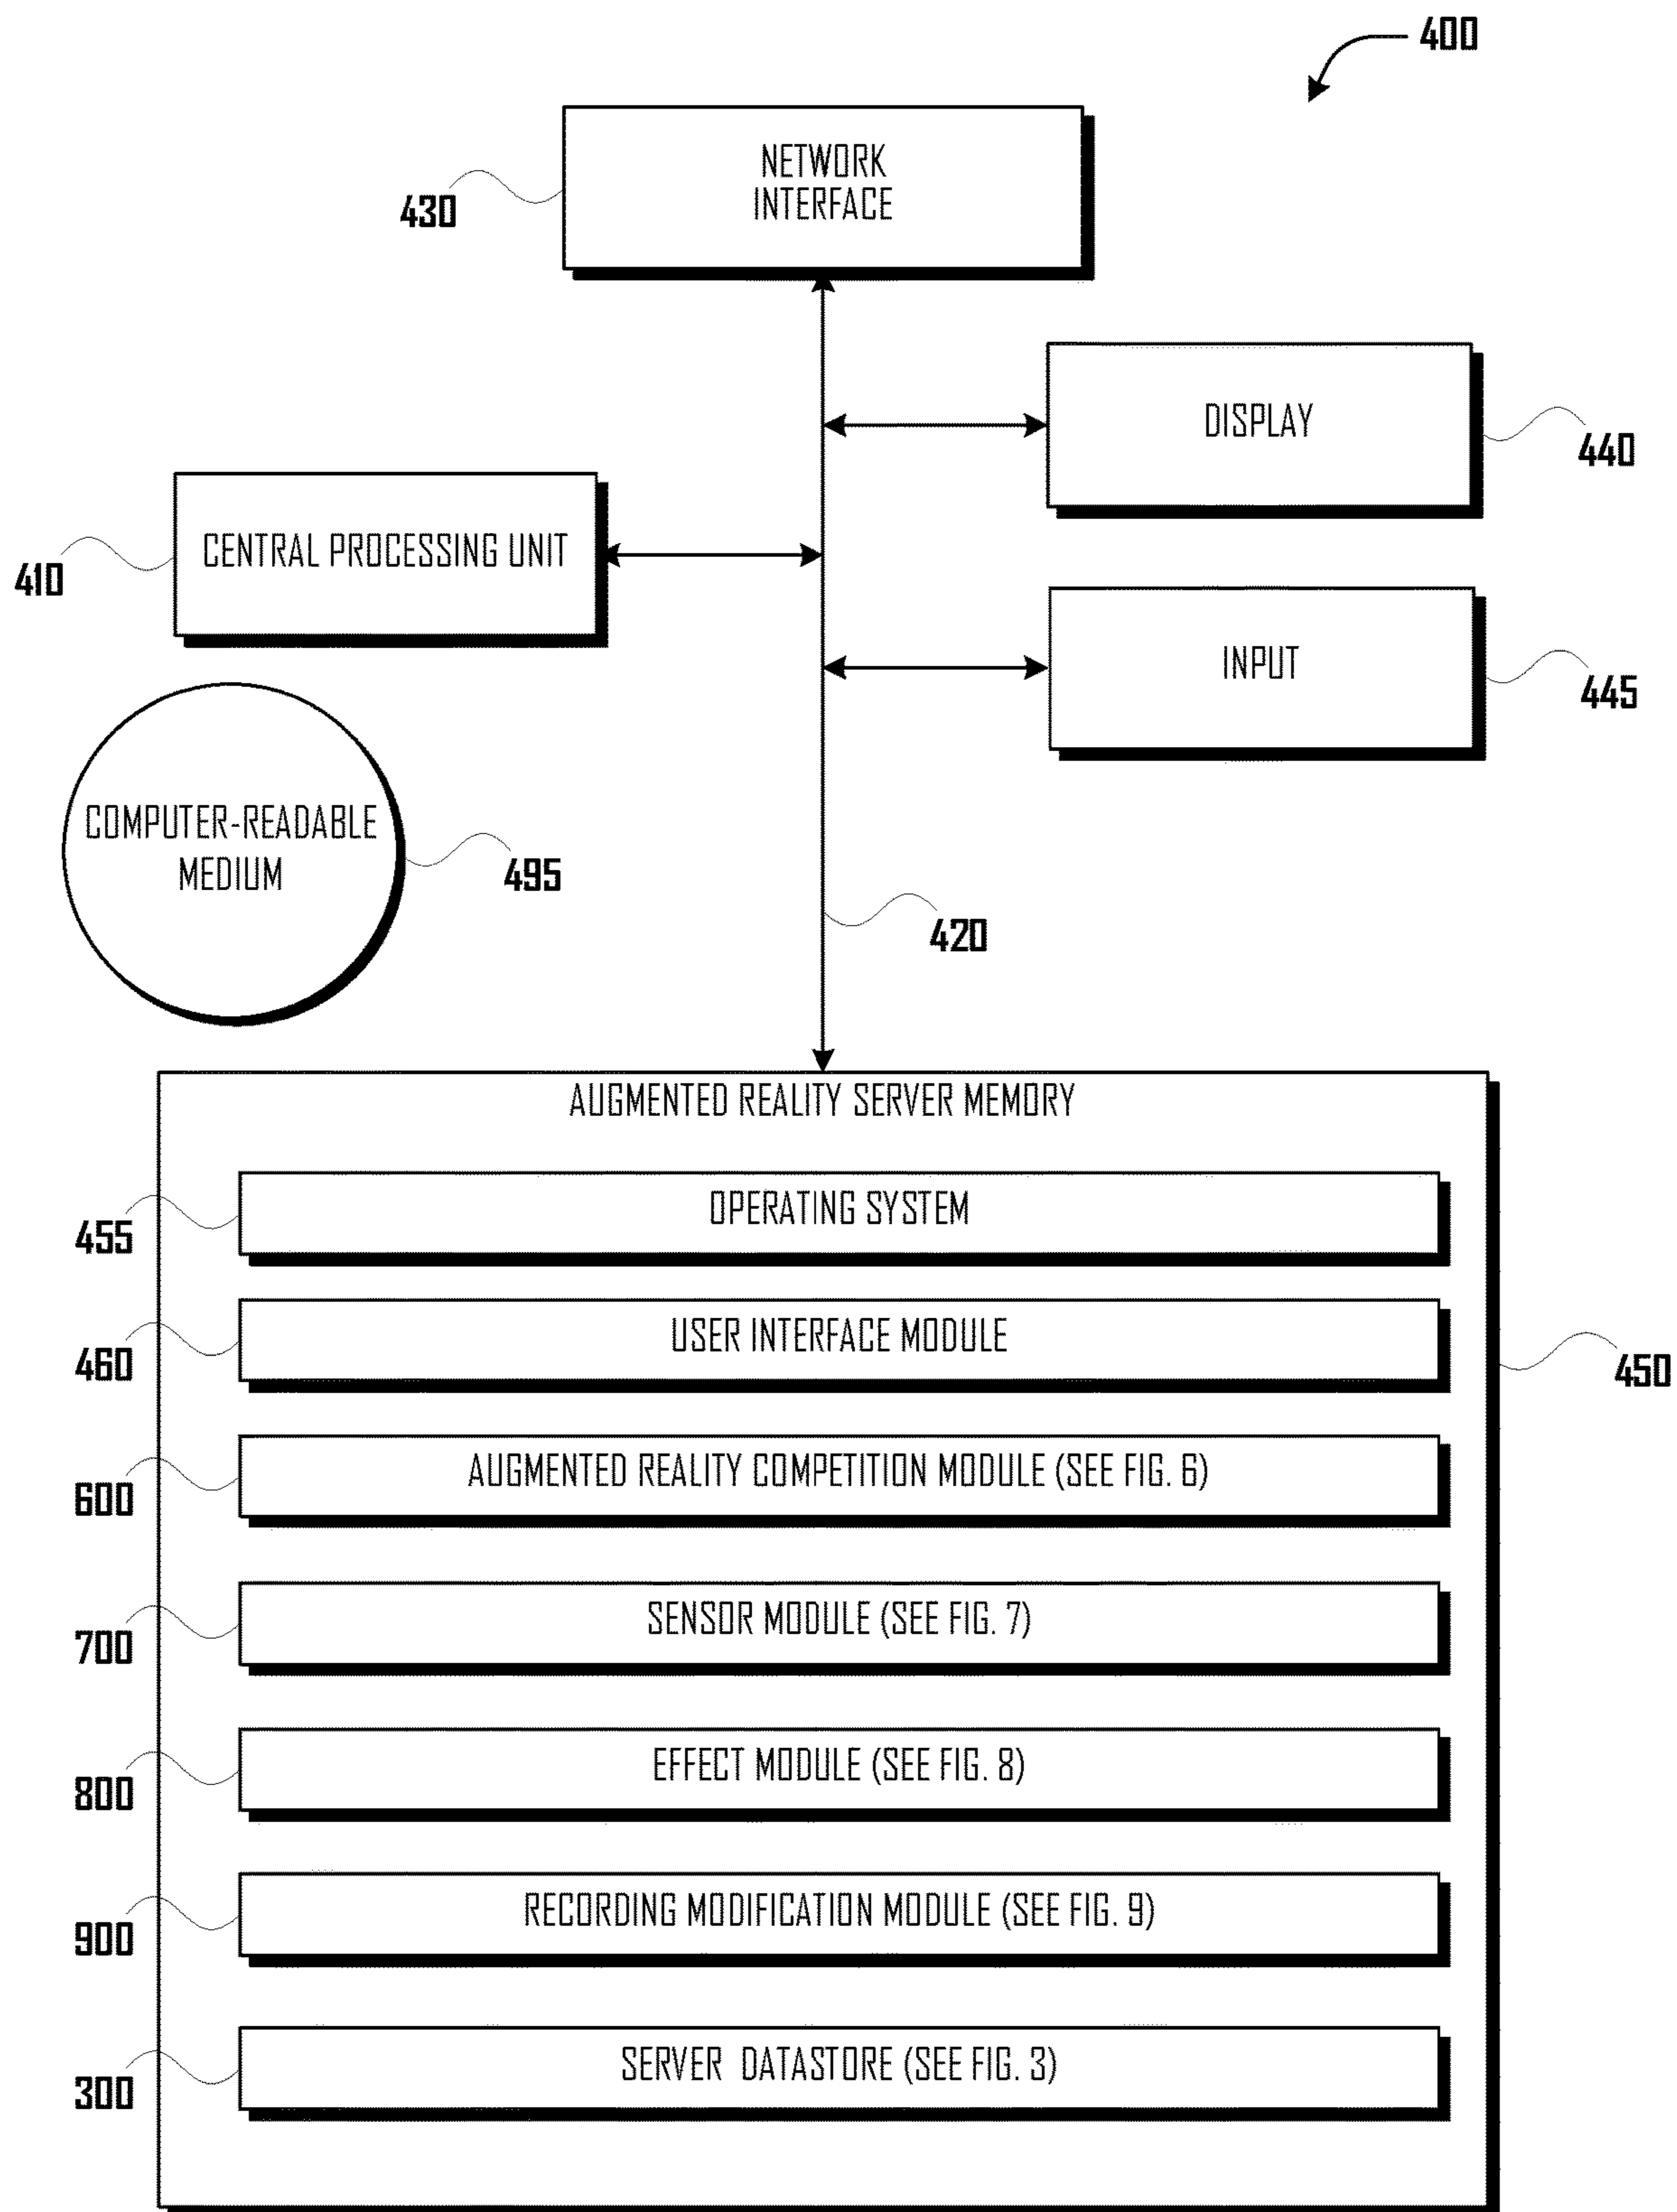 400
NETWORK
INTERFACE
430
DISPLAY
440
CENTRAL PROCESSING UNIT
410
INPUT
445
COMPUTER-READABLE
MEDIUM
495
420
AUGMENTED REALITY SERVER MEMORY
OPERATING SYSTEM
455
USER INTERFACE MODULE
460
450
AUGMENTED REALITY COMPETITION MODULE (SEE FIG. 6)
600
SENSOR MODULE (SEE FIG. 7)
700
EFFECT MODULE (SEE FIG. 8)
800
RECORDING MODIFICATION MODULE (SEE FIG. 9)
900
SERVER DATASTORE (SEE FIG. 3)
300